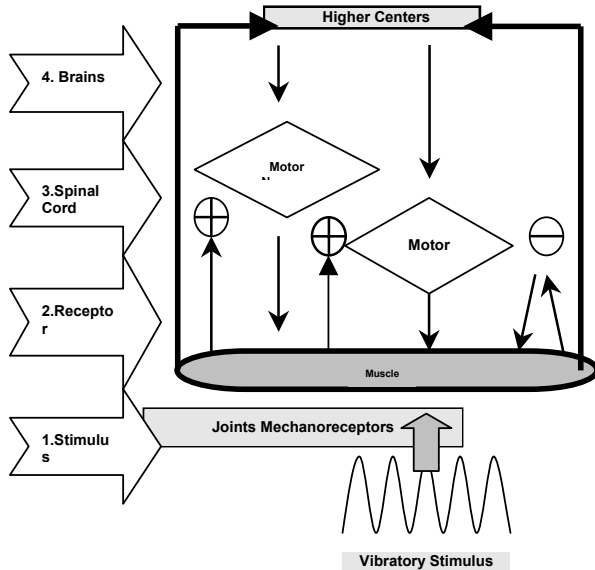 Higher Centers
4. Brains
Motor
3.Spinal
Cord
Motor
2.Recepto
r
Muscle
Joints Mechanoreceptors
1.Stimulu
s
Vibratory Stimulus